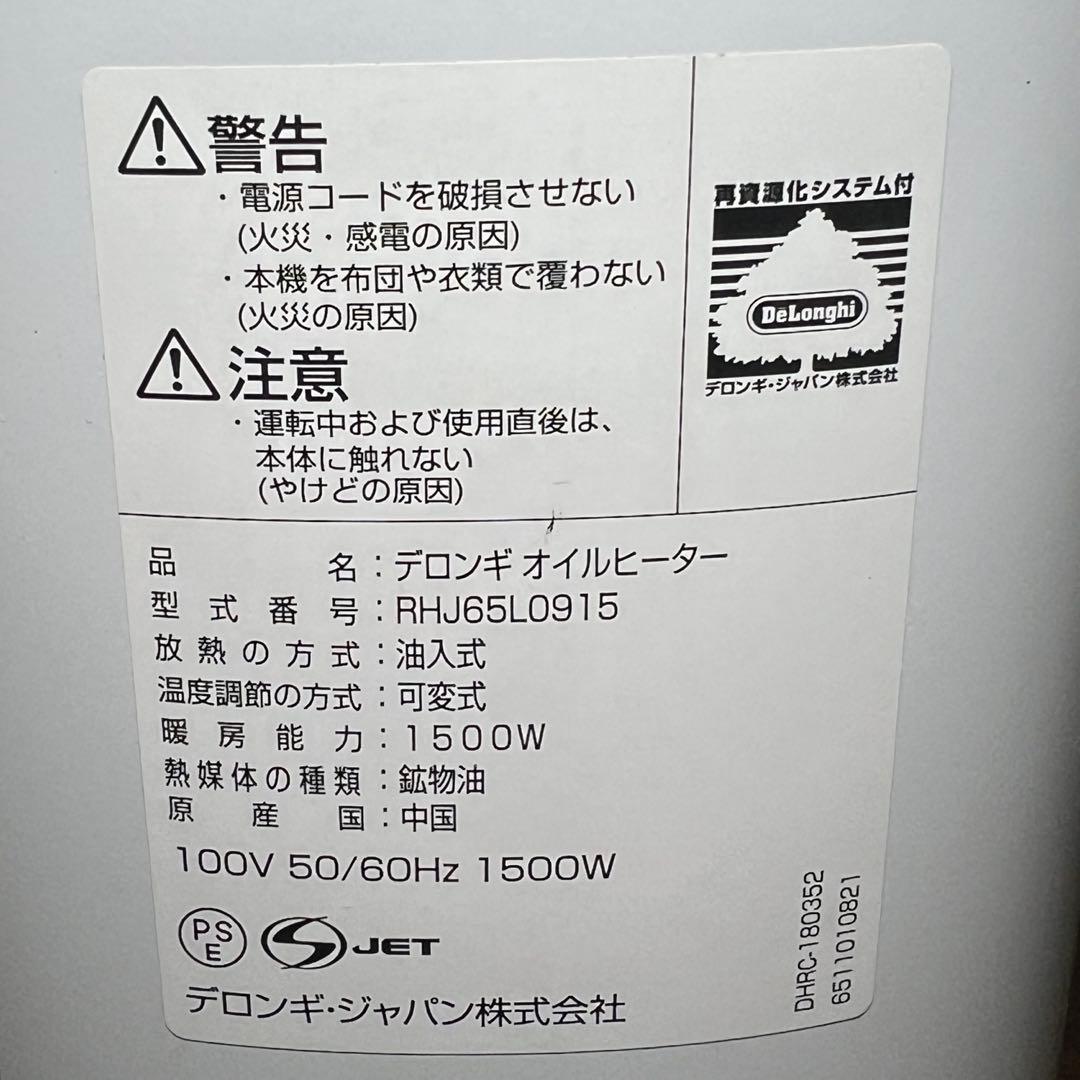 警告
・電源コードを破損させない
(火災・感電の原因)
・本機を布団や衣類で覆わない
(火災の原因)
注意
・運転中および使用直後は、
本体に触れない
(やけどの原因)
再資源化システム付
DeLonghi
デロンギ・ジャパン株式会社
品名：デロンギ オイルヒーター
型式番号：RHJ65L0915
放熱の方式：油入式
温度調節の方式：可変式
暖房能力：1500W
熱媒体の種類：鉱物油
原産国：中国
100V 50/60Hz 1500W
PSE
JET
デロンギ・ジャパン株式会社
DHRC-180352
6511010821